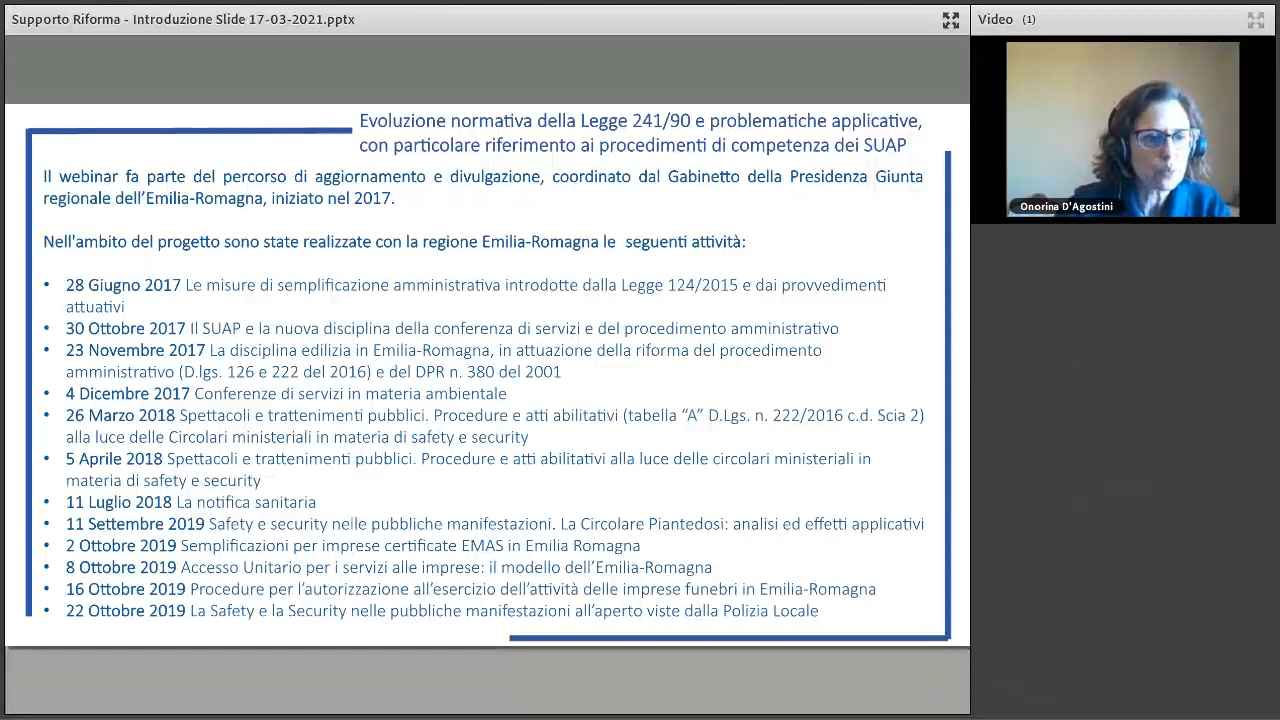 Supporto Riforma - Introduzione Slide 17-03-2021.pptx
Video (1)
Evoluzione normativa della Legge 241/90 e problematiche applicative,
con particolare riferimento ai procedimenti di competenza dei SUAP
Il webinar fa parte del percorso di aggiornamento e divulgazione, coordinato dal Gabinetto della Presidenza Giunta
regionale dell'Emilia-Romagna, iniziato nel 2017.
Nell'ambito del progetto sono state realizzate con la regione Emilia-Romagna le seguenti attività:
• 28 Giugno 2017 Le misure di semplificazione amministrativa introdotte dalla Legge 124/2015 e dai provvedimenti
attuativi
• 30 Ottobre 2017 Il SUAP e la nuova disciplina della conferenza di servizi e del procedimento amministrativo
• 23 Novembre 2017 La disciplina edilizia in Emilia-Romagna, in attuazione della riforma del procedimento
amministrativo (D.lgs. 126 e 222 del 2016) e del DPR n. 380 del 2001
• 4 Dicembre 2017 Conferenze di servizi in materia ambientale
• 26 Marzo 2018 Spettacoli e trattenimenti pubblici. Procedure e atti abilitativi (tabella “A” D.Lgs. n. 222/2016 c.d. Scia 2)
alla luce delle Circolari ministeriali in materia di safety e security
• 5 Aprile 2018 Spettacoli e trattenimenti pubblici. Procedure e atti abilitativi alla luce delle circolari ministeriali in
materia di safety e security
• 11 Luglio 2018 La notifica sanitaria
• 11 Settembre 2019 Safety e security nelle pubbliche manifestazioni. La Circolare Piantedosi: analisi ed effetti applicativi
• 2 Ottobre 2019 Semplificazioni per imprese certificate EMAS in Emilia Romagna
• 8 Ottobre 2019 Accesso Unitario per i servizi alle imprese: il modello dell'Emilia-Romagna
• 16 Ottobre 2019 Procedure per l'autorizzazione all'esercizio dell'attività delle imprese funebri in Emilia-Romagna
• 22 Ottobre 2019 La Safety e la Security nelle pubbliche manifestazioni all'aperto viste dalla Polizia Locale
Onorina D'Agostini